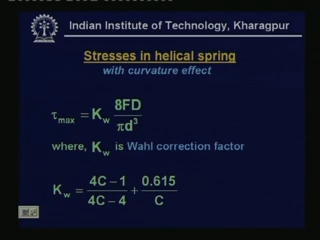 Indian Institute of Technology, Kharagpur
Stresses in helical spring
with curvature effect
τmax = Kw 8FD / πd³
where, Kw is Wahl correction factor
Kw = 4C – 1 / 4C – 4 + 0.615 / C